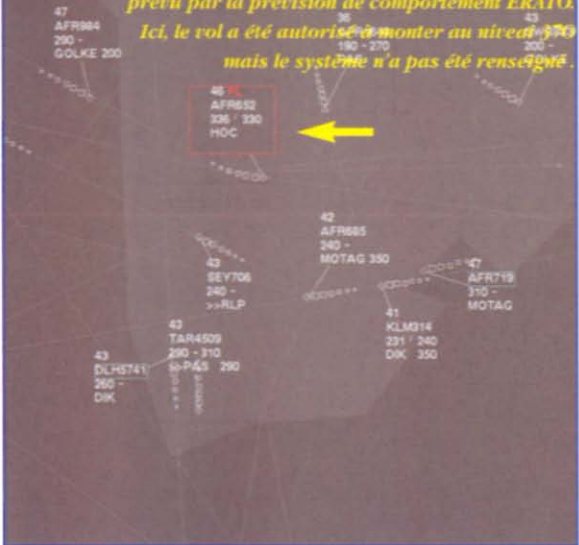 prévu par la prévision de comportement ERATO.
Ici, le vol a été autorisé à monter au niveau 370
mais le système n'a pas été renseigné.
47
AFR984
290 -
GOLKE 200
36
190 - 270
43
200 -
46 FL
AFR652
336 ↑ 330
HOC
42
AFR685
240 -
MOTAG 350
43
SEY706
240 -
>>RLP
47
AFR719
310 -
MOTAG
41
KLM314
231 ↑ 240
DIK 350
43
TAR4509
290 - 310
>>PAS 290
43
DLH5741
260 -
DIK